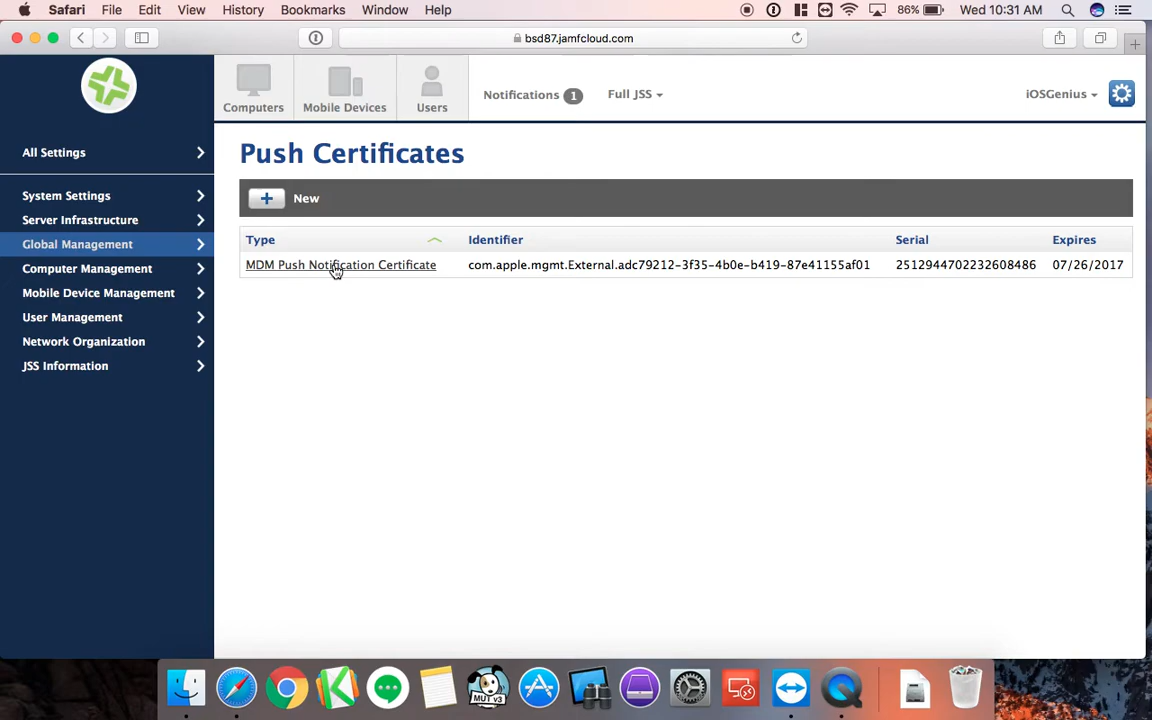 Safari File Edit View History Bookmarks Window Help 86% Wed 10:31 AM
bsd87.jamfcloud.com
Computers Mobile Devices Users Notifications 1 Full JSS iOSGenius
All Settings
System Settings
Server Infrastructure
Global Management
Computer Management
Mobile Device Management
User Management
Network Organization
JSS Information
Push Certificates
New
Type Identifier Serial Expires
MDM Push Notification Certificate com.apple.mgmt.External.adc79212-3f35-4b0e-b419-87e41155af01 2512944702232608486 07/26/2017
MUT v3